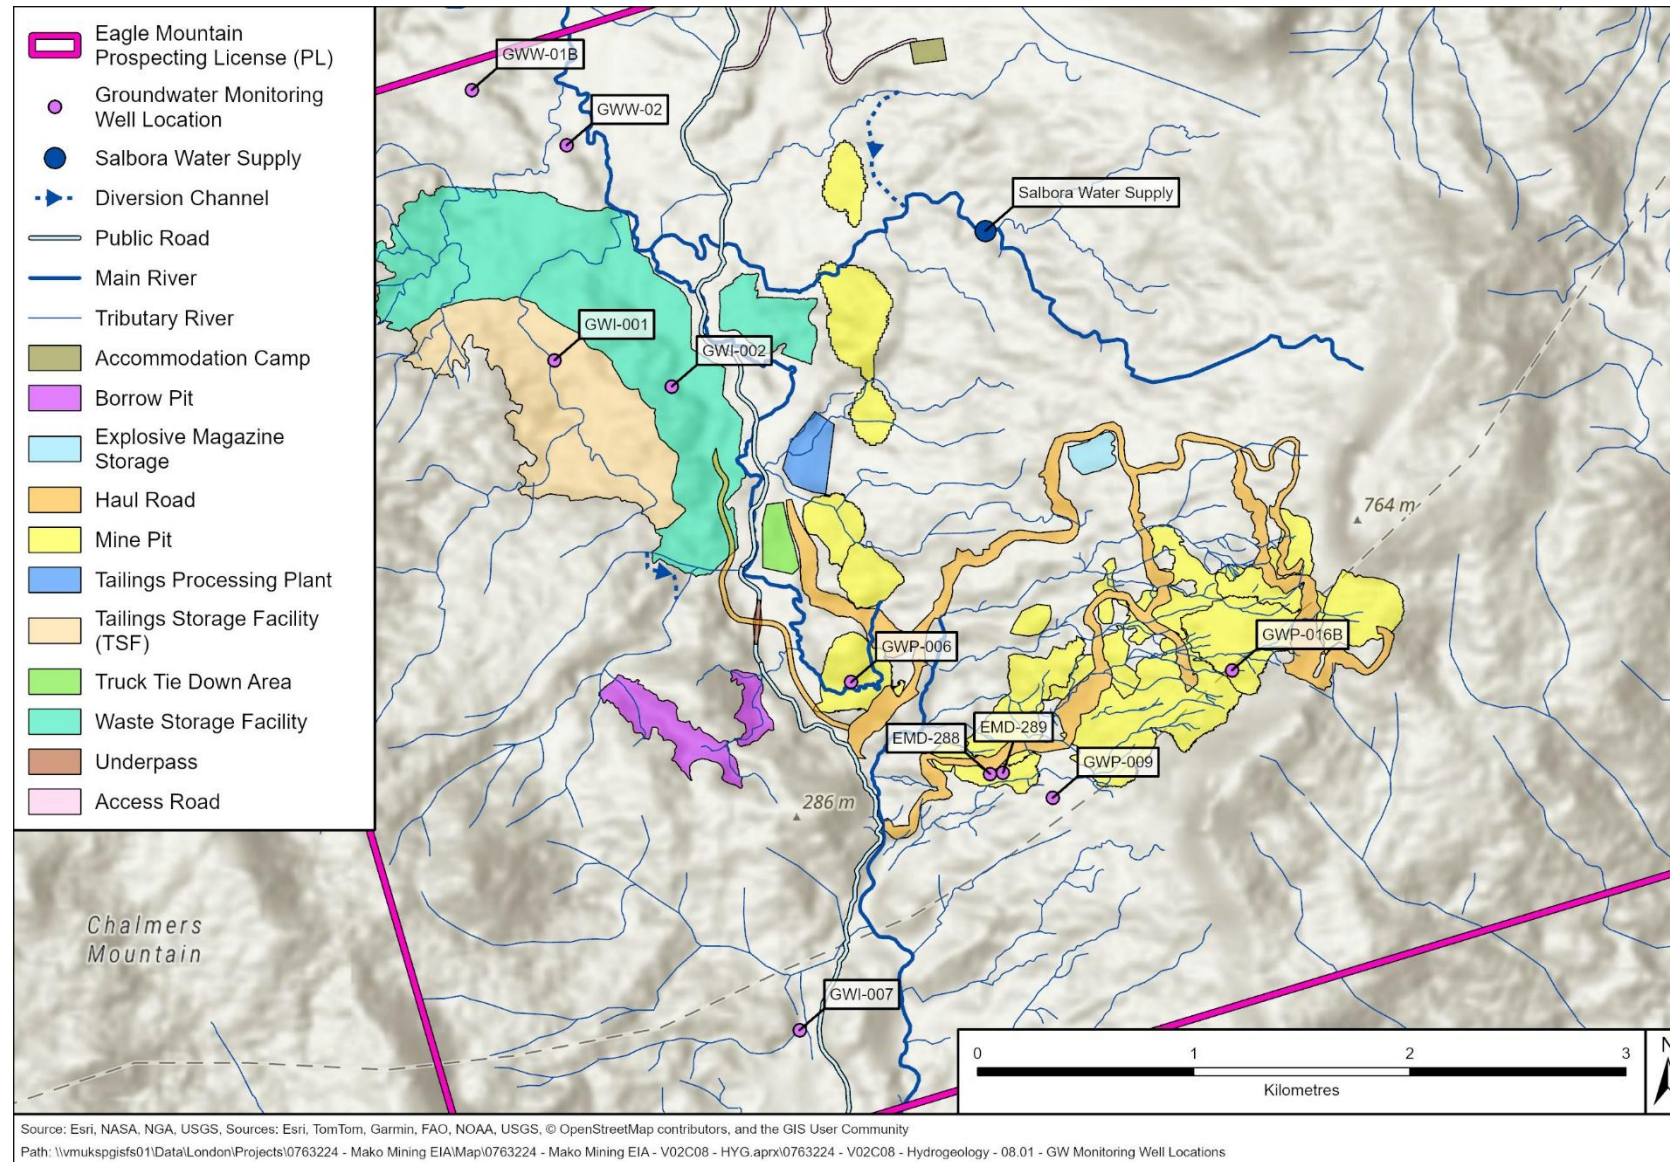 Eagle Mountain
Prospecting License (PL)
Groundwater Monitoring
Well Location
Salbora Water Supply
Diversion Channel
Public Road
Main River
Tributary River
Accommodation Camp
Borrow Pit
Explosive Magazine
Storage
Haul Road
Mine Pit
Tailings Processing Plant
Tailings Storage Facility
(TSF)
Truck Tie Down Area
Waste Storage Facility
Underpass
Access Road
GWW-01B
GWW-02
Salbora Water Supply
GWI-001
GWI-002
764 m
GWP-016B
GWP-006
EMD-288
EMD-289
GWP-009
286 m
Chalmers
Mountain
GWI-007
0 1 2 3
Kilometres
N
Source: Esri, NASA, NGA, USGS, Sources: Esri, TomTom, Garmin, FAO, NOAA, USGS, © OpenStreetMap contributors, and the GIS User Community
Path: \\vmukspgisfs01\Data\London\Projects\0763224 - Mako Mining EIA\Map\0763224 - Mako Mining EIA - V02C08 - HYG.aprx\0763224 - V02C08 - Hydrogeology - 08.01 - GW Monitoring Well Locations